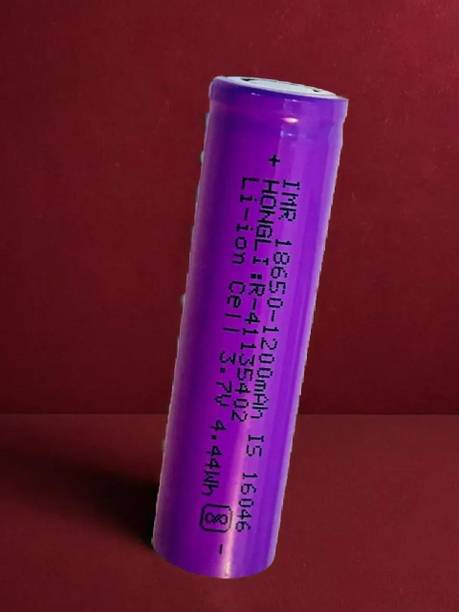 +
IMR 18650-1200mAh IS 16046
HONGLI:R-41135402
Li-ion Cell 3.7V 4.44Wh
-